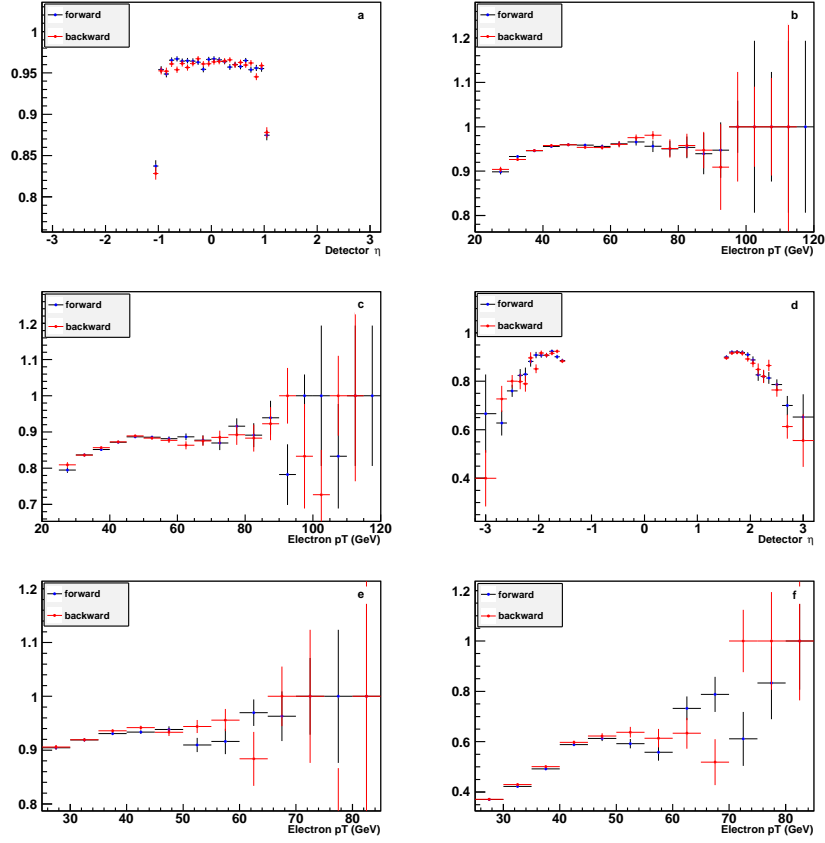 forward
backward
a
1
0.95
0.9
0.85
0.8
-3 -2 -1 0 1 2 3
Detector η
forward
backward
b
1.2
1.1
1
0.9
0.8
20 40 60 80 100 120
Electron pT (GeV)
forward
backward
c
1.2
1.1
1
0.9
0.8
0.7
20 40 60 80 100 120
Electron pT (GeV)
forward
backward
d
1
0.8
0.6
0.4
-3 -2 -1 0 1 2 3
Detector η
forward
backward
e
1.2
1.1
1
0.9
0.8
30 40 50 60 70 80
Electron pT (GeV)
forward
backward
f
1.2
1
0.8
0.6
0.4
30 40 50 60 70 80
Electron pT (GeV)